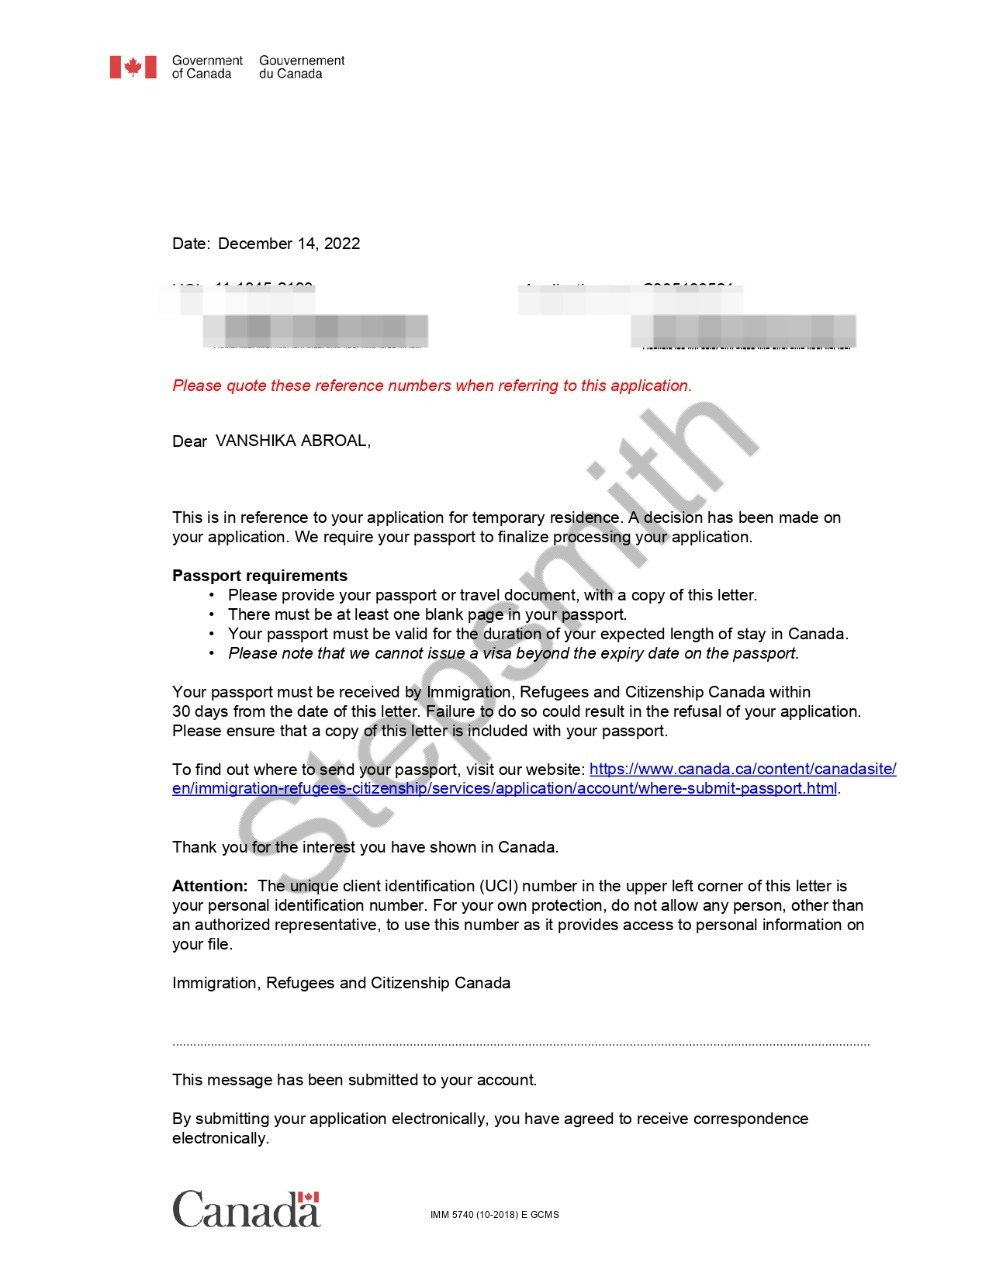 Government Gouvernement
of Canada du Canada
Date: December 14, 2022
Please quote these reference numbers when referring to this application.
Dear VANSHIKA ABROAL,
This is in reference to your application for temporary residence. A decision has been made on
your application. We require your passport to finalize processing your application.
Passport requirements
• Please provide your passport or travel document, with a copy of this letter.
• There must be at least one blank page in your passport.
• Your passport must be valid for the duration of your expected length of stay in Canada.
• Please note that we cannot issue a visa beyond the expiry date on the passport.
Your passport must be received by Immigration, Refugees and Citizenship Canada within
30 days from the date of this letter. Failure to do so could result in the refusal of your application.
Please ensure that a copy of this letter is included with your passport.
To find out where to send your passport, visit our website: https://www.canada.ca/content/canadasite/
en/immigration-refugees-citizenship/services/application/account/where-submit-passport.html.
Thank you for the interest you have shown in Canada.
Attention: The unique client identification (UCI) number in the upper left corner of this letter is
your personal identification number. For your own protection, do not allow any person, other than
an authorized representative, to use this number as it provides access to personal information on
your file.
Immigration, Refugees and Citizenship Canada
This message has been submitted to your account.
By submitting your application electronically, you have agreed to receive correspondence
electronically.
Canada
IMM 5740 (10-2018) E GCMS
Stepsmith